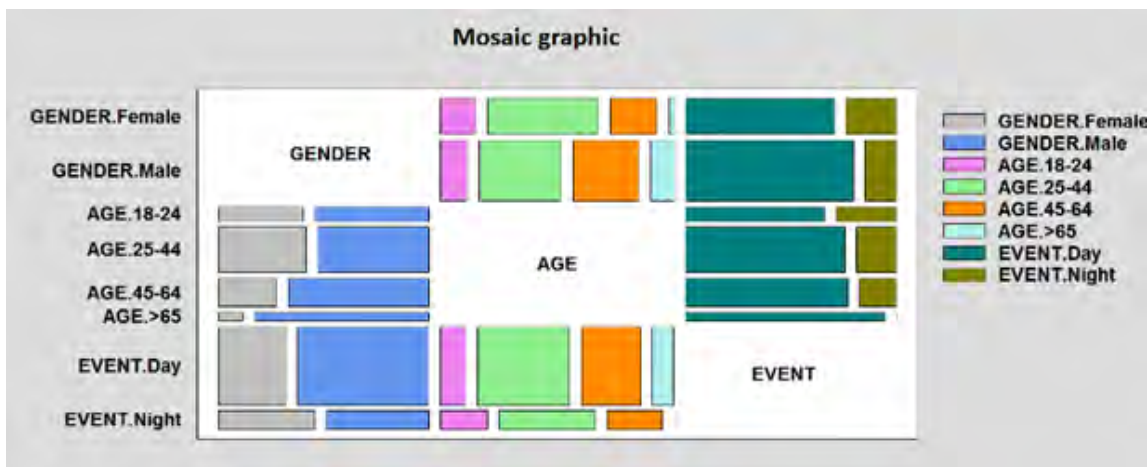 Mosaic graphic
GENDER.Female
GENDER.Male
AGE.18-24
AGE.25-44
AGE.45-64
AGE.>65
EVENT.Day
EVENT.Night
GENDER
AGE
EVENT
GENDER.Female
GENDER.Male
AGE.18-24
AGE.25-44
AGE.45-64
AGE.>65
EVENT.Day
EVENT.Night